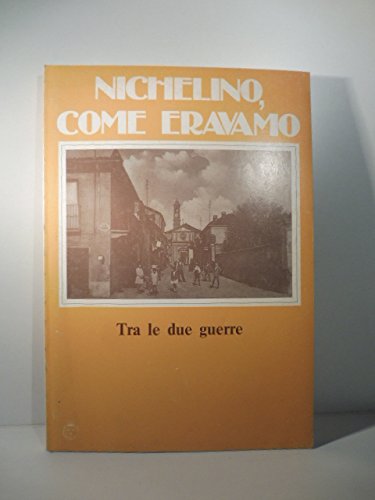 NICHELINO,
COME ERAVAMO
Tra le due guerre